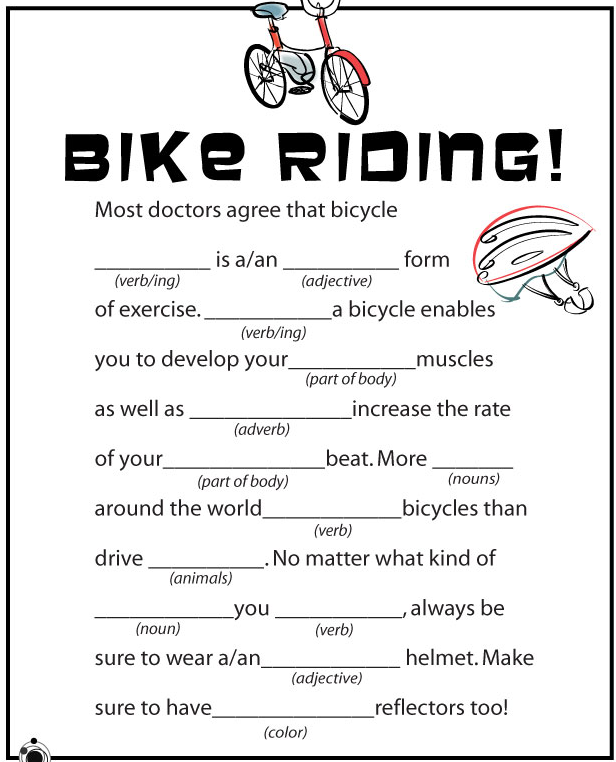 BIKE RIDING!
Most doctors agree that bicycle
__________ is a/an __________ form
(verb/ing) (adjective)
of exercise. ___________a bicycle enables
(verb/ing)
you to develop your___________muscles
(part of body)
as well as ______________increase the rate
(adverb)
of your______________beat. More _______
(part of body) (nouns)
around the world____________bicycles than
(verb)
drive __________. No matter what kind of
(animals)
____________you ___________, always be
(noun) (verb)
sure to wear a/an____________ helmet. Make
(adjective)
sure to have______________reflectors too!
(color)